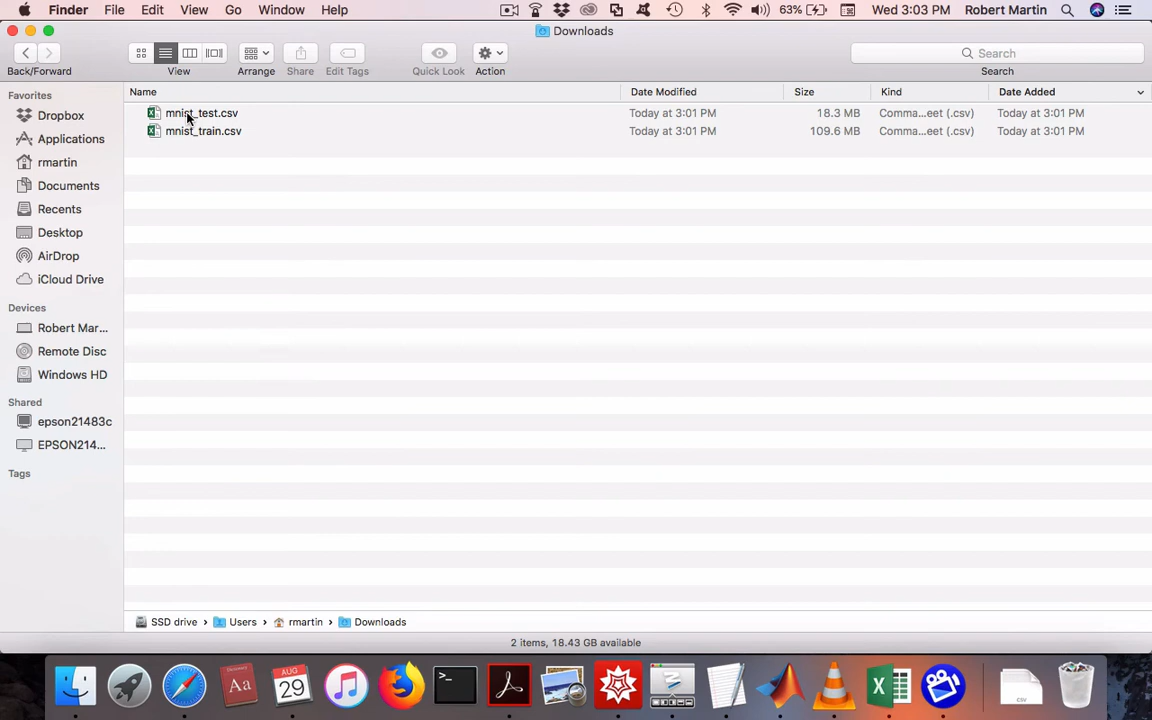 Finder File Edit View Go Window Help 63% Wed 3:03 PM Robert Martin
Downloads
Search
Back/Forward View Arrange Share Edit Tags Quick Look Action Search
Favorites
Dropbox
Applications
rmartin
Documents
Recents
Desktop
AirDrop
iCloud Drive
Devices
Robert Mar...
Remote Disc
Windows HD
Shared
epson21483c
EPSON214...
Tags
Name Date Modified Size Kind Date Added
mnist_test.csv Today at 3:01 PM 18.3 MB Comma...eet (.csv) Today at 3:01 PM
mnist_train.csv Today at 3:01 PM 109.6 MB Comma...eet (.csv) Today at 3:01 PM
SSD drive › Users › rmartin › Downloads
2 items, 18.43 GB available
Aa
AUG
29
>_
CSV